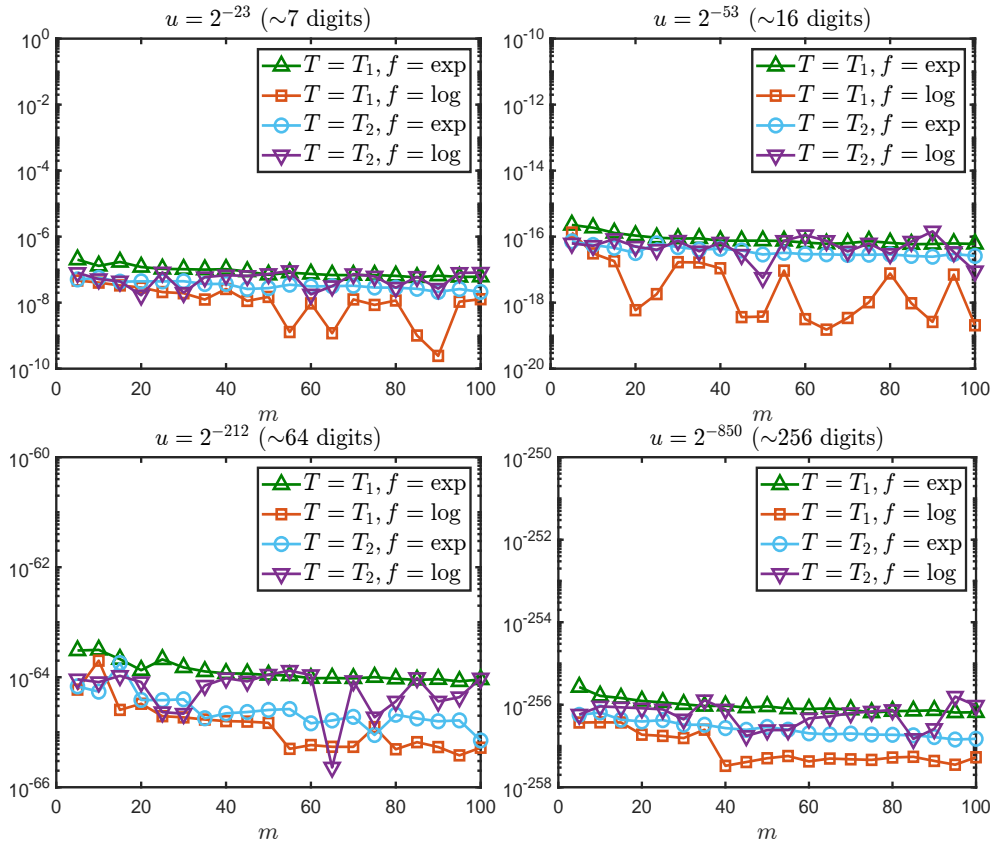 u = 2⁻²³ (∼7 digits)
10⁰
10⁻²
10⁻⁴
10⁻⁶
10⁻⁸
10⁻¹⁰
T = T₁, f = exp
T = T₁, f = log
T = T₂, f = exp
T = T₂, f = log
0 20 40 60 80 100
m
u = 2⁻⁵³ (∼16 digits)
10⁻¹⁰
10⁻¹²
10⁻¹⁴
10⁻¹⁶
10⁻¹⁸
10⁻²⁰
T = T₁, f = exp
T = T₁, f = log
T = T₂, f = exp
T = T₂, f = log
0 20 40 60 80 100
m
u = 2⁻²¹² (∼64 digits)
10⁻⁶⁰
10⁻⁶²
10⁻⁶⁴
10⁻⁶⁶
T = T₁, f = exp
T = T₁, f = log
T = T₂, f = exp
T = T₂, f = log
0 20 40 60 80 100
m
u = 2⁻⁸⁵⁰ (∼256 digits)
10⁻²⁵⁰
10⁻²⁵²
10⁻²⁵⁴
10⁻²⁵⁶
10⁻²⁵⁸
T = T₁, f = exp
T = T₁, f = log
T = T₂, f = exp
T = T₂, f = log
0 20 40 60 80 100
m